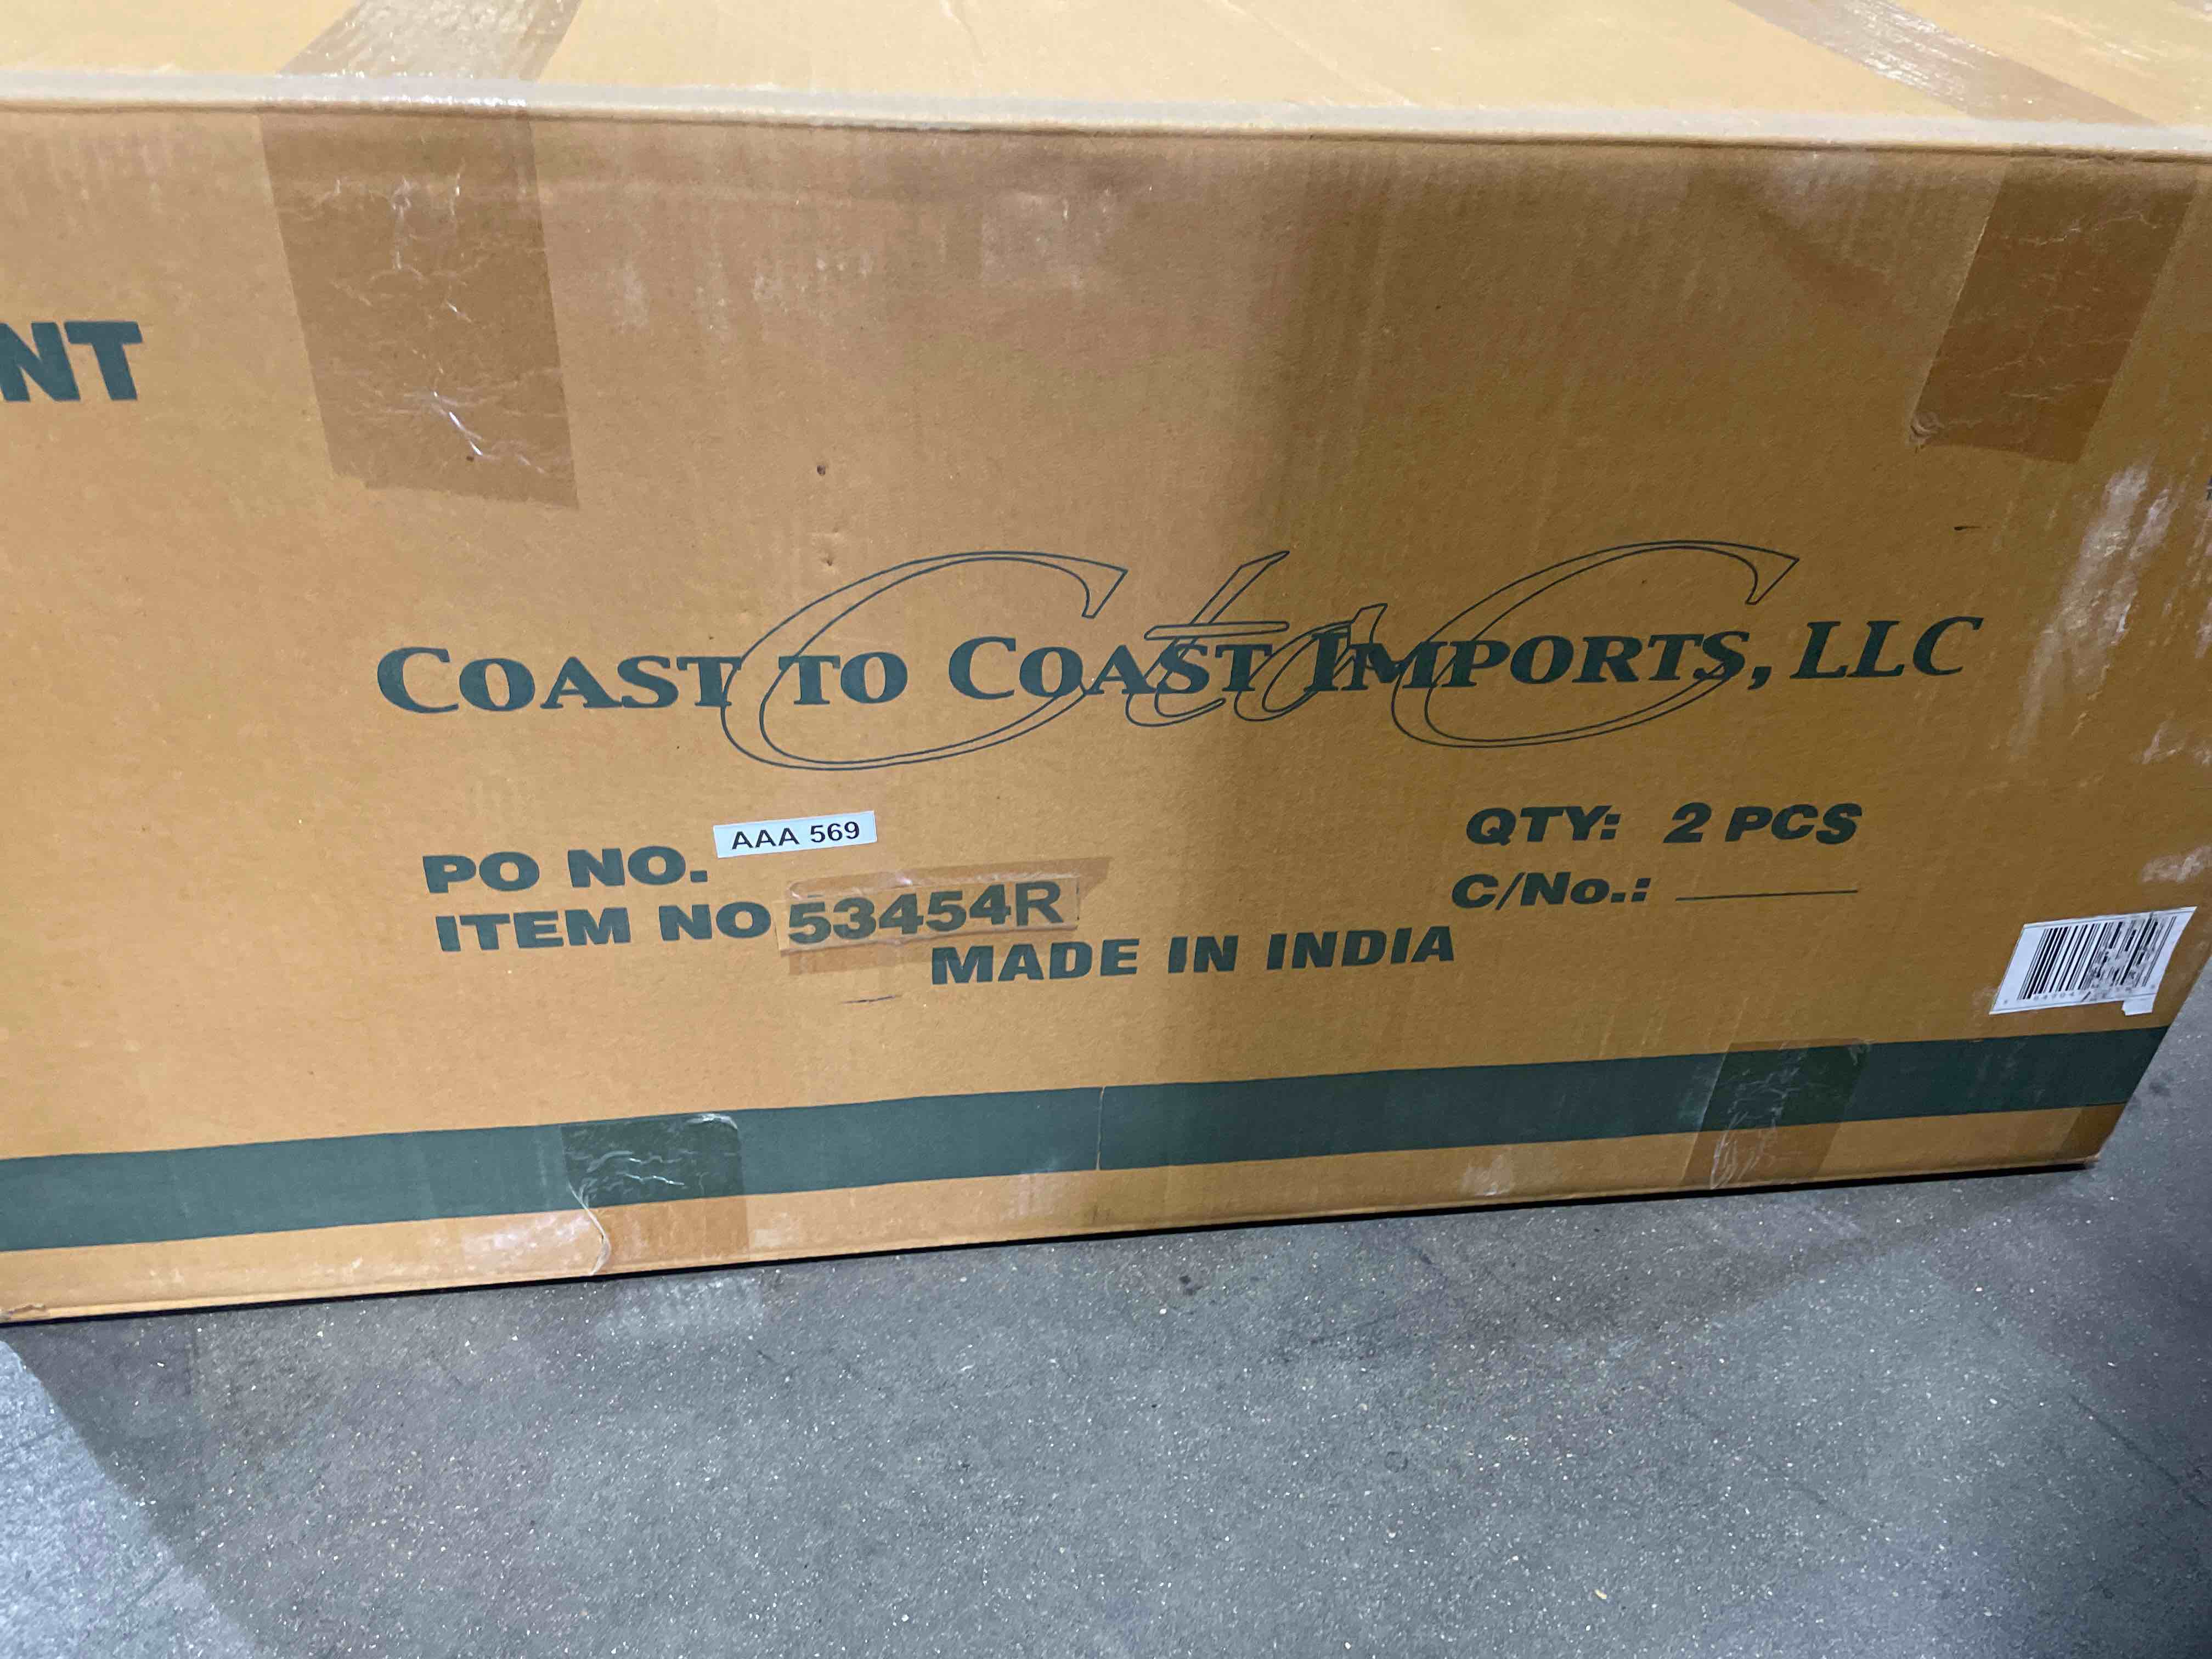 NT
CtoC
COAST TO COAST IMPORTS, LLC
PO NO. AAA 569
ITEM NO 53454R
MADE IN INDIA
QTY: 2 PCS
C/No.: